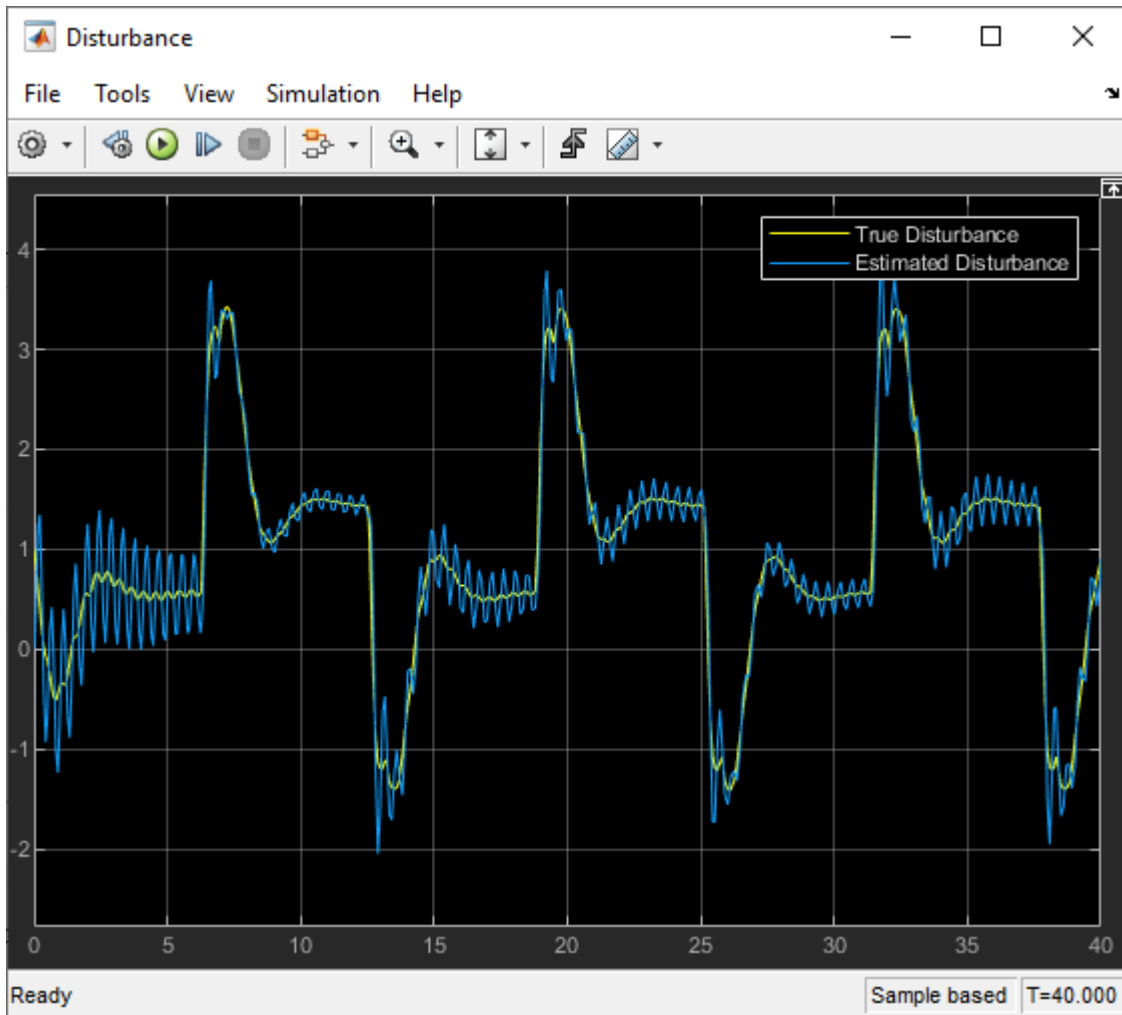 Disturbance
File Tools View Simulation Help
True Disturbance
Estimated Disturbance
4
3
2
1
0
-1
-2
0 5 10 15 20 25 30 35 40
Ready Sample based T=40.000